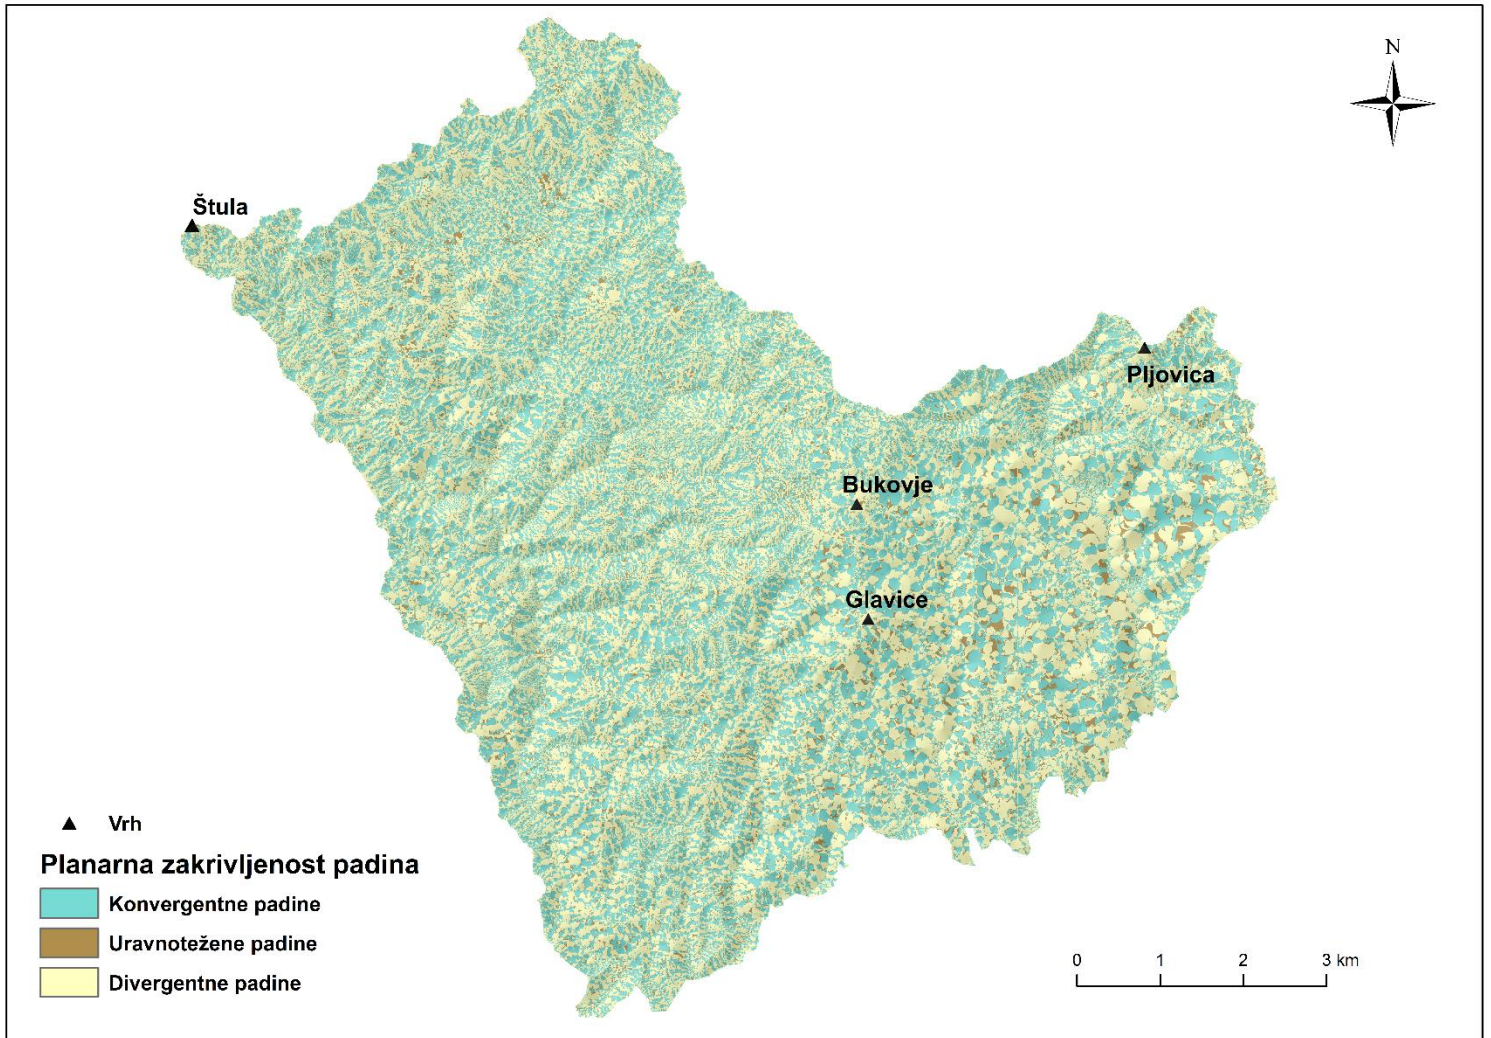 N
Štula
Pljovica
Bukovje
Glavice
Vrh
Planarna zakrivljenost padina
Konvergentne padine
Uravnotežene padine
Divergentne padine
0 1 2 3 km